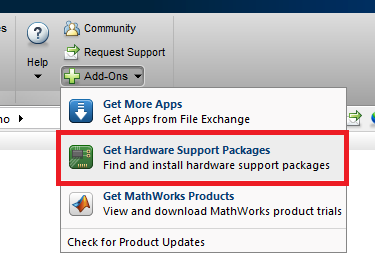 es
Community
Request Support
Help
Add-Ons
no
Get More Apps
Get Apps from File Exchange
Get Hardware Support Packages
Find and install hardware support packages
Get MathWorks Products
View and download MathWorks product trials
Check for Product Updates